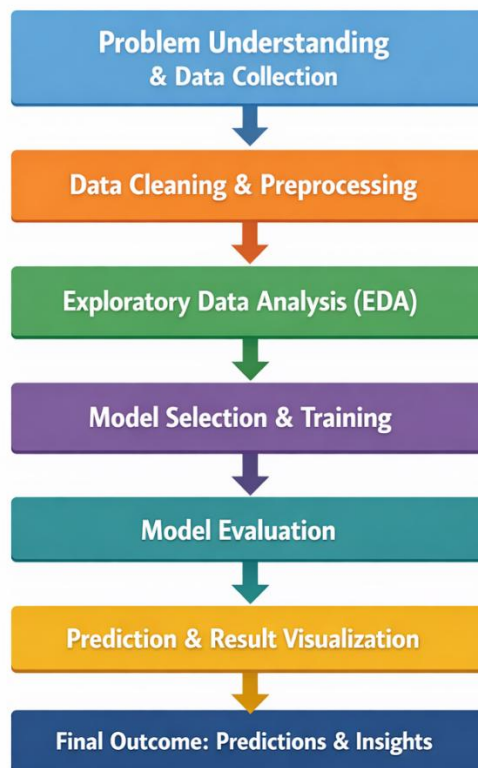 Problem Understanding
& Data Collection
Data Cleaning & Preprocessing
Exploratory Data Analysis (EDA)
Model Selection & Training
Model Evaluation
Prediction & Result Visualization
Final Outcome: Predictions & Insights